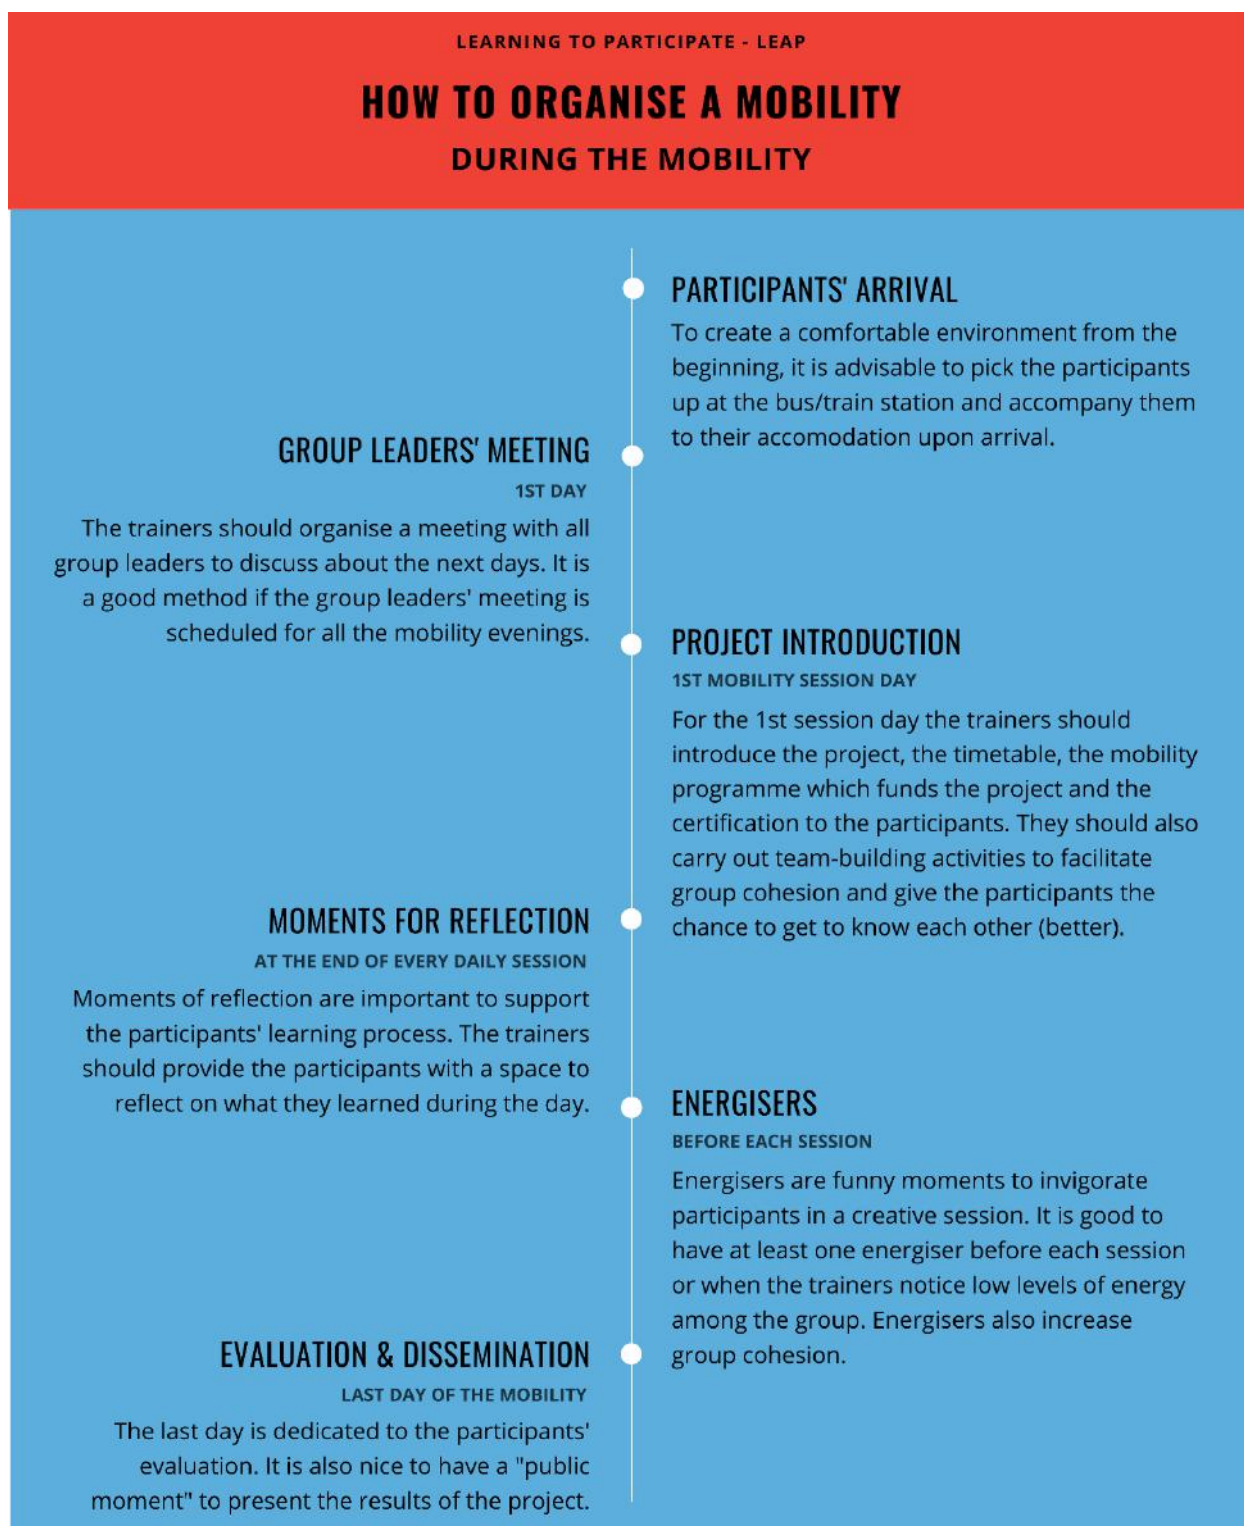 LEARNING TO PARTICIPATE - LEAP
HOW TO ORGANISE A MOBILITY
DURING THE MOBILITY
PARTICIPANTS' ARRIVAL
To create a comfortable environment from the
beginning, it is advisable to pick the participants
up at the bus/train station and accompany them
to their accomodation upon arrival.
GROUP LEADERS' MEETING
1ST DAY
The trainers should organise a meeting with all
group leaders to discuss about the next days. It is
a good method if the group leaders' meeting is
scheduled for all the mobility evenings.
PROJECT INTRODUCTION
1ST MOBILITY SESSION DAY
For the 1st session day the trainers should
introduce the project, the timetable, the mobility
programme which funds the project and the
certification to the participants. They should also
carry out team-building activities to facilitate
group cohesion and give the participants the
chance to get to know each other (better).
MOMENTS FOR REFLECTION
AT THE END OF EVERY DAILY SESSION
Moments of reflection are important to support
the participants' learning process. The trainers
should provide the participants with a space to
reflect on what they learned during the day.
ENERGISERS
BEFORE EACH SESSION
Energisers are funny moments to invigorate
participants in a creative session. It is good to
have at least one energiser before each session
or when the trainers notice low levels of energy
among the group. Energisers also increase
group cohesion.
EVALUATION & DISSEMINATION
LAST DAY OF THE MOBILITY
The last day is dedicated to the participants'
evaluation. It is also nice to have a "public
moment" to present the results of the project.